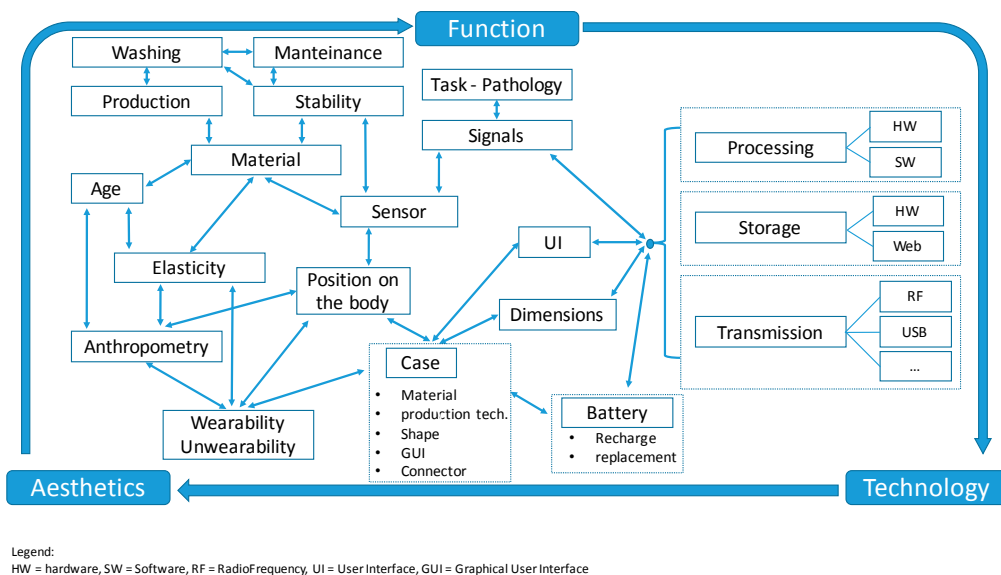 Function
Washing
Manteinance
Task - Pathology
Production
Stability
Signals
HW
Processing
SW
Material
Age
Sensor
HW
Storage
Web
UI
Elasticity
Position on
the body
RF
Dimensions
Transmission
USB
Anthropometry
...
Case
• Material
• production tech.
• Shape
• GUI
• Connector
Wearability
Unwearability
Battery
• Recharge
• replacement
Aesthetics
Technology
Legend:
HW = hardware, SW = Software, RF = RadioFrequency, UI = User Interface, GUI = Graphical User Interface